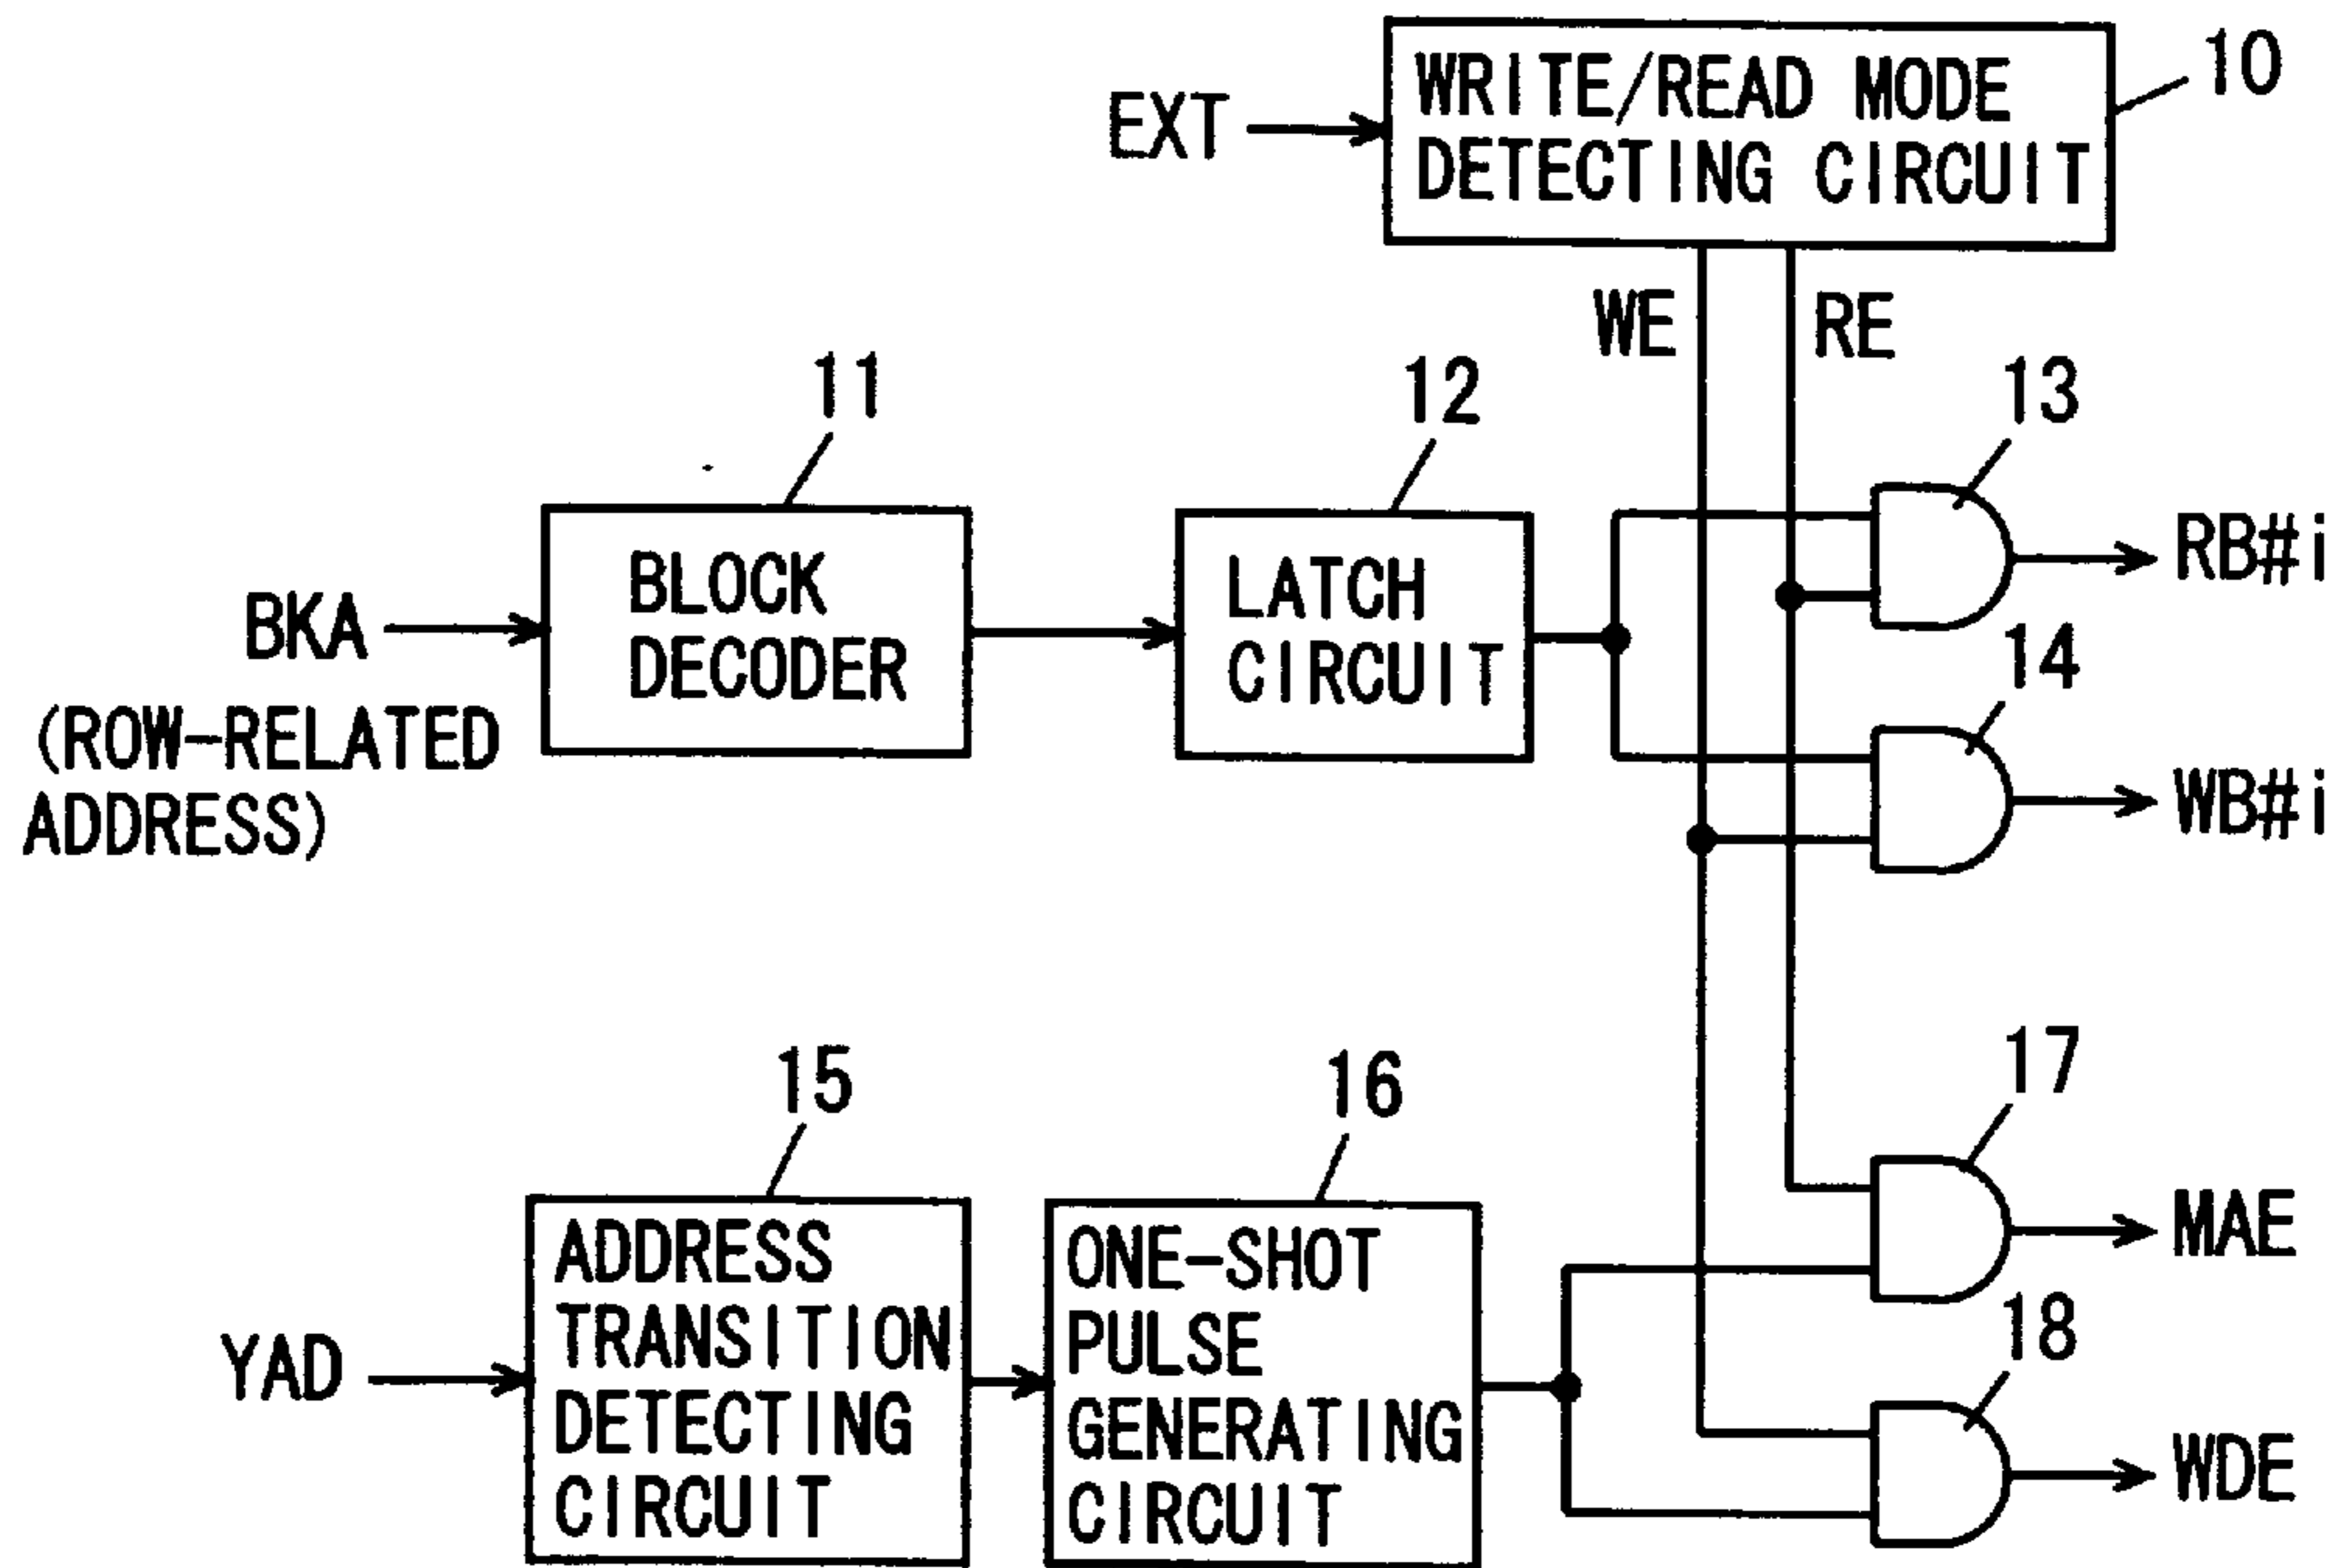 WRITE/READ MODE
DETECTING CIRCUIT
10
EXT
WE
RE
11
12
13
BLOCK
DECODER
LATCH
CIRCUIT
RB#i
BKA
(ROW-RELATED
ADDRESS)
14
WB#i
15
16
17
ADDRESS
TRANSITION
DETECTING
CIRCUIT
ONE-SHOT
PULSE
GENERATING
CIRCUIT
MAE
YAD
18
WDE